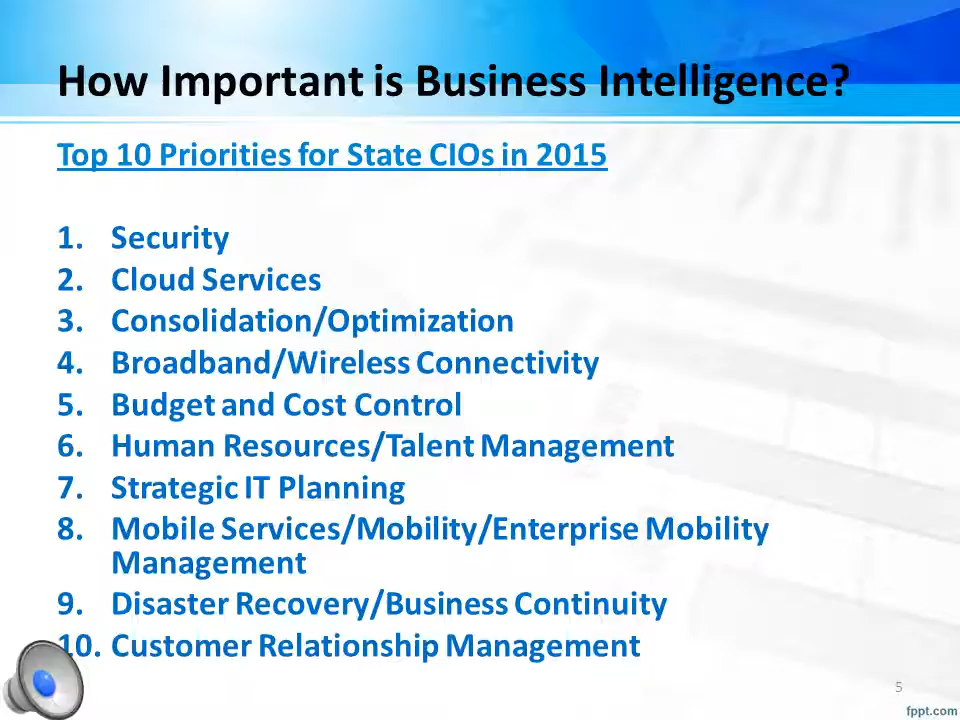 How Important is Business Intelligence?
Top 10 Priorities for State CIOs in 2015
1. Security
2. Cloud Services
3. Consolidation/Optimization
4. Broadband/Wireless Connectivity
5. Budget and Cost Control
6. Human Resources/Talent Management
7. Strategic IT Planning
8. Mobile Services/Mobility/Enterprise Mobility
Management
9. Disaster Recovery/Business Continuity
10. Customer Relationship Management
5
fppt.com